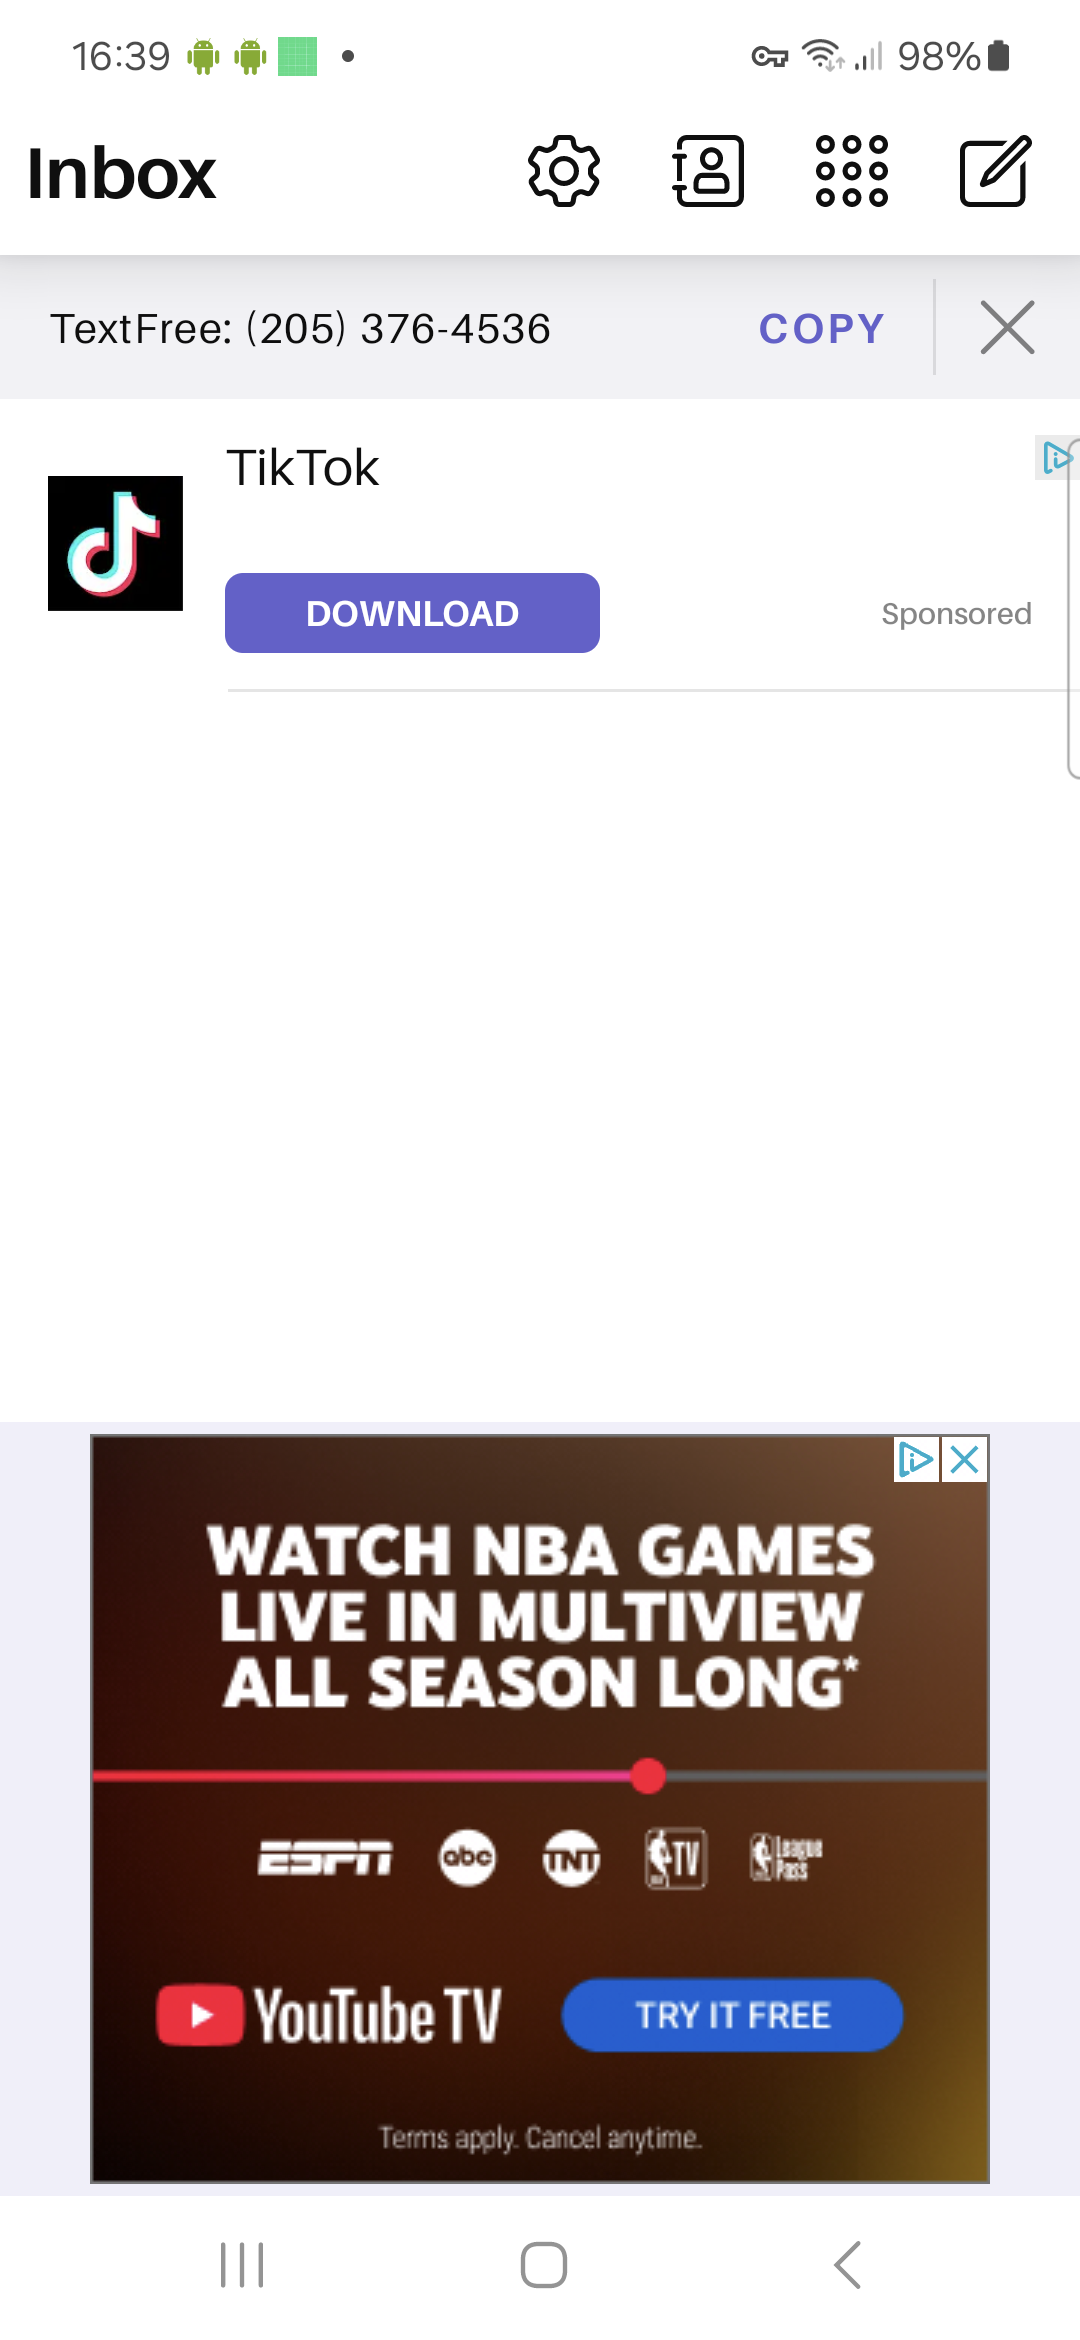 16:39
98%
Inbox
TextFree: (205) 376-4536
COPY
TikTok
DOWNLOAD
Sponsored
WATCH NBA GAMES
LIVE IN MULTIVIEW
ALL SEASON LONG*
ESPN abc TNT TV League Pass
YouTube TV
TRY IT FREE
Terms apply. Cancel anytime.